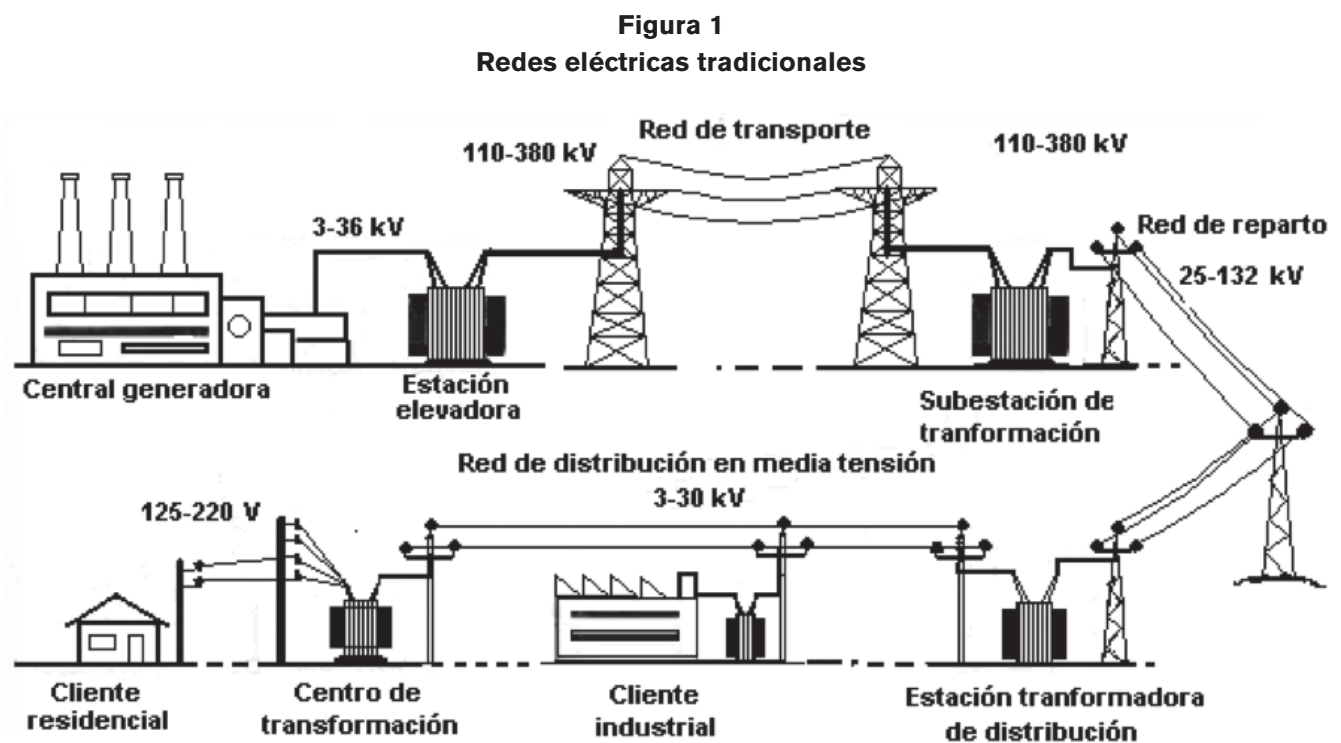 Figura 1
Redes eléctricas tradicionales
Red de transporte
110-380 kV
110-380 kV
3-36 kV
Red de reparto
25-132 kV
Central generadora
Estación
elevadora
Subestación de
tranformación
Red de distribución en media tensión
3-30 kV
125-220 V
Cliente
residencial
Centro de
transformación
Cliente
industrial
Estación tranformadora
de distribución